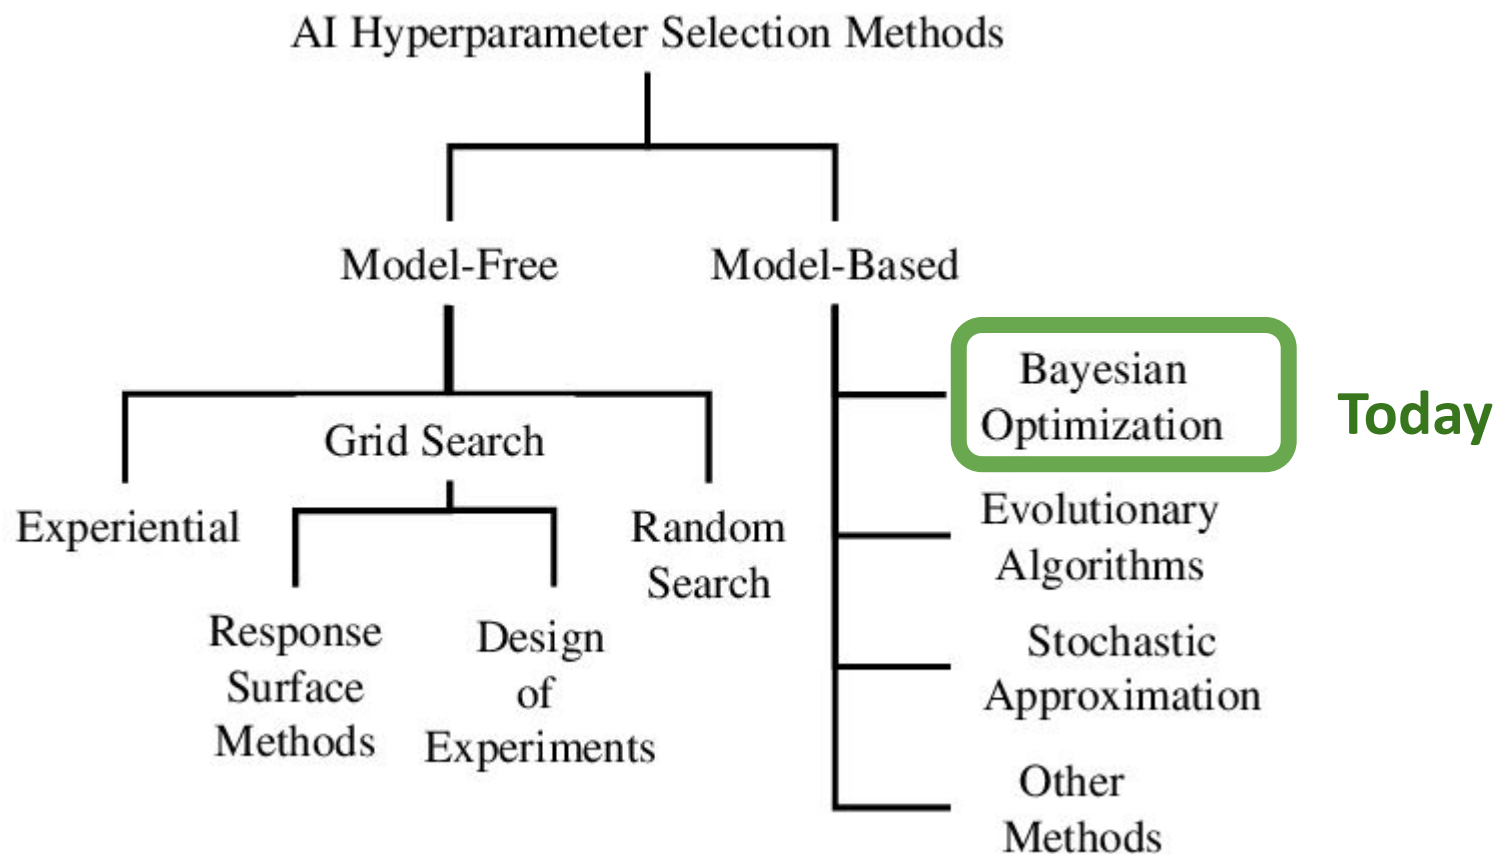 AI Hyperparameter Selection Methods
Model-Free
Model-Based
Bayesian
Optimization
Today
Grid Search
Experiential
Random
Search
Evolutionary
Algorithms
Response
Surface
Methods
Design
of
Experiments
Stochastic
Approximation
Other
Methods